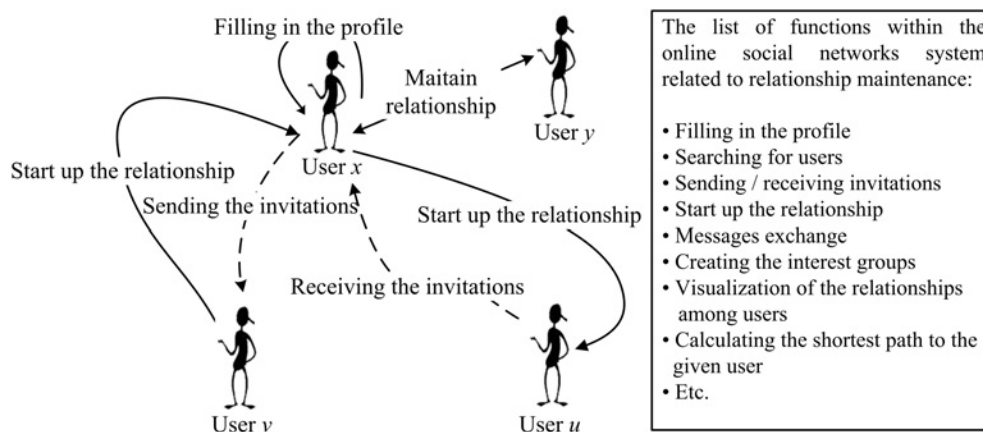 Filling in the profile
Maitain
relationship
User y
User x
Start up the relationship
Sending the invitations
Start up the relationship
Receiving the invitations
User v
User u
The list of functions within the
online social networks system
related to relationship maintenance:
• Filling in the profile
• Searching for users
• Sending / receiving invitations
• Start up the relationship
• Messages exchange
• Creating the interest groups
• Visualization of the relationships
among users
• Calculating the shortest path to the
given user
• Etc.